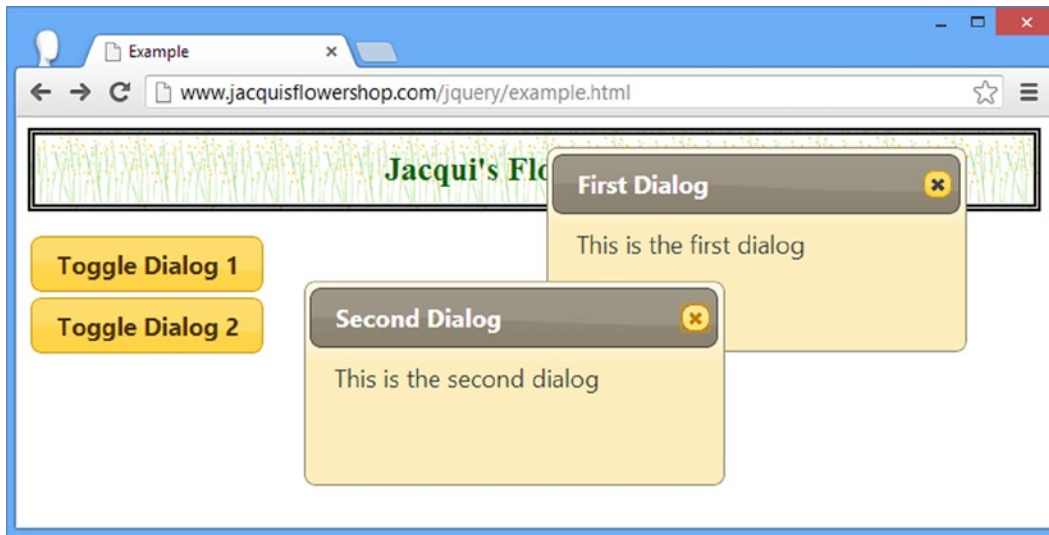 Example
www.jacquisflowershop.com/jquery/example.html
Jacqui's
First Dialog
This is the first dialog
Toggle Dialog 1
Toggle Dialog 2
Second Dialog
This is the second dialog